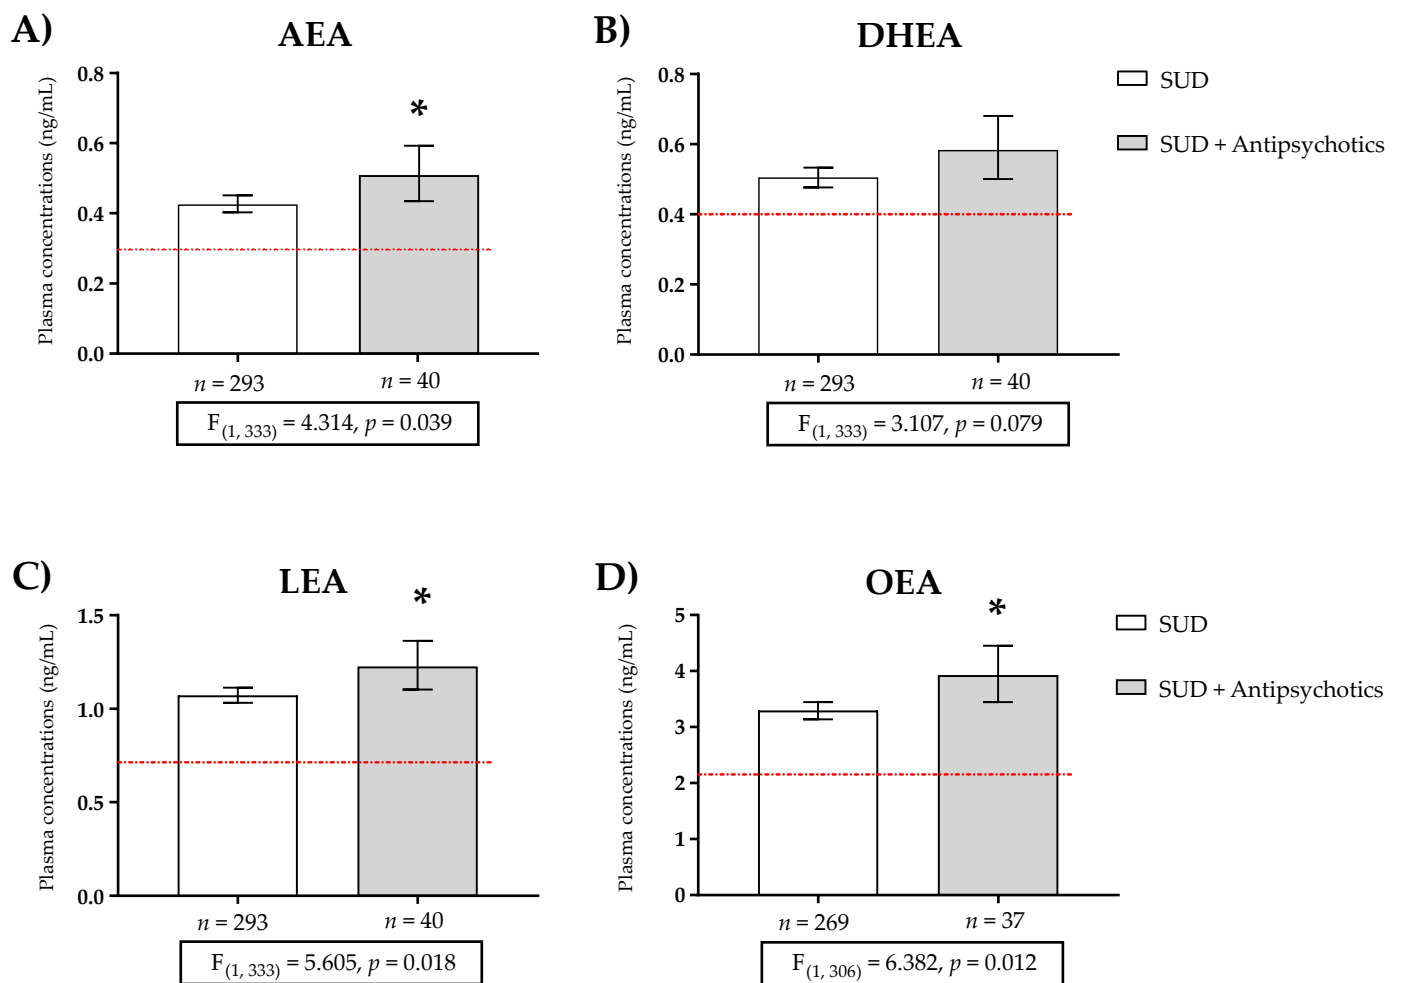 A)
AEA
Plasma concentrations (ng/mL)
0.8
0.6
0.4
0.2
0.0
*
n = 293
n = 40
F(1, 333) = 4.314, p = 0.039
B)
DHEA
Plasma concentrations (ng/mL)
0.8
0.6
0.4
0.2
0.0
n = 293
n = 40
F(1, 333) = 3.107, p = 0.079
SUD
SUD + Antipsychotics
C)
LEA
Plasma concentrations (ng/mL)
1.5
1.0
0.5
0.0
*
n = 293
n = 40
F(1, 333) = 5.605, p = 0.018
D)
OEA
Plasma concentrations (ng/mL)
5
4
3
2
1
0
*
n = 269
n = 37
F(1, 306) = 6.382, p = 0.012
SUD
SUD + Antipsychotics